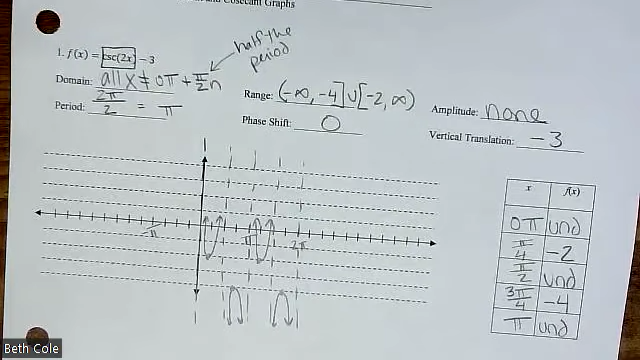 and Cosecant Graphs
half the period
1. f(x) = csc(2x) − 3
Domain: all x ≠ 0π + π/2 n
Range: (-∞, -4] ∪ [-2, ∞)
Amplitude: none
Period: 2π/2 = π
Phase Shift: 0
Vertical Translation: -3
x f(x)
0π und
π/4 -2
π/2 und
3π/4 -4
π und
-π π 2π
Beth Cole